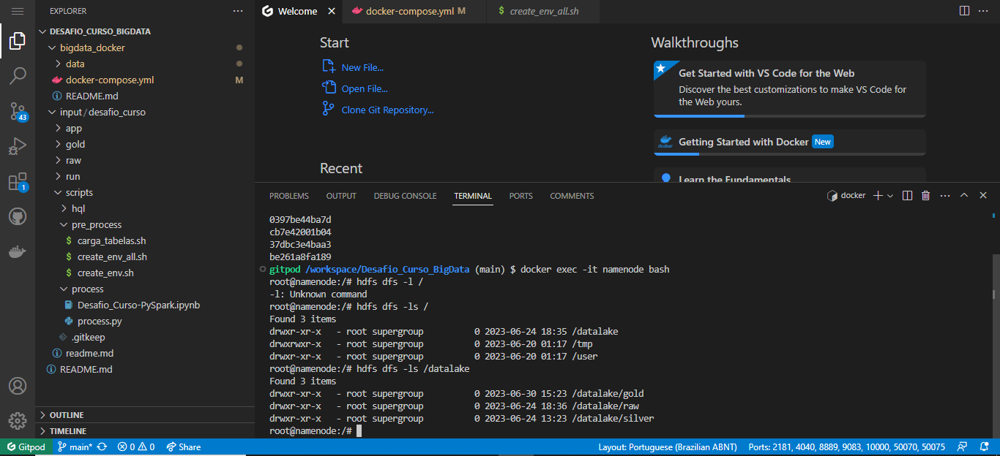 EXPLORER
DESAFIO_CURSO_BIGDATA
bigdata_docker
data
docker-compose.yml M
README.md
input/desafio_curso
app
gold
raw
run
scripts
hql
pre_process
$ carga_tabelas.sh
$ create_env_all.sh
$ create_env.sh
process
Desafio_Curso-PySpark.ipynb
process.py
.gitkeep
readme.md
README.md
OUTLINE
TIMELINE
43
1
Welcome
docker-compose.yml M
$ create_env_all.sh
Start
New File...
Open File...
Clone Git Repository...
Recent
Walkthroughs
Get Started with VS Code for the Web
Discover the best customizations to make VS Code for
the Web yours.
docker
Getting Started with Docker New
Learn the Fundamentals
PROBLEMS OUTPUT DEBUG CONSOLE TERMINAL PORTS COMMENTS
docker
0397be44ba7d
cb7e42001b04
37dbc3e4baa3
be261a8fa189
gitpod /workspace/Desafio_Curso_BigData (main) $ docker exec -it namenode bash
root@namenode:/# hdfs dfs -l /
-l: Unknown command
root@namenode:/# hdfs dfs -ls /
Found 3 items
drwxr-xr-x - root supergroup 0 2023-06-24 18:35 /datalake
drwxrwxr-x - root supergroup 0 2023-06-20 01:17 /tmp
drwxr-xr-x - root supergroup 0 2023-06-20 01:17 /user
root@namenode:/# hdfs dfs -ls /datalake
Found 3 items
drwxr-xr-x - root supergroup 0 2023-06-30 15:23 /datalake/gold
drwxr-xr-x - root supergroup 0 2023-06-24 18:36 /datalake/raw
drwxr-xr-x - root supergroup 0 2023-06-24 13:23 /datalake/silver
root@namenode:/#
Gitpod main* 0 0 Share Layout: Portuguese (Brazilian ABNT) Ports: 2181, 4040, 8889, 9083, 10000, 50070, 50075